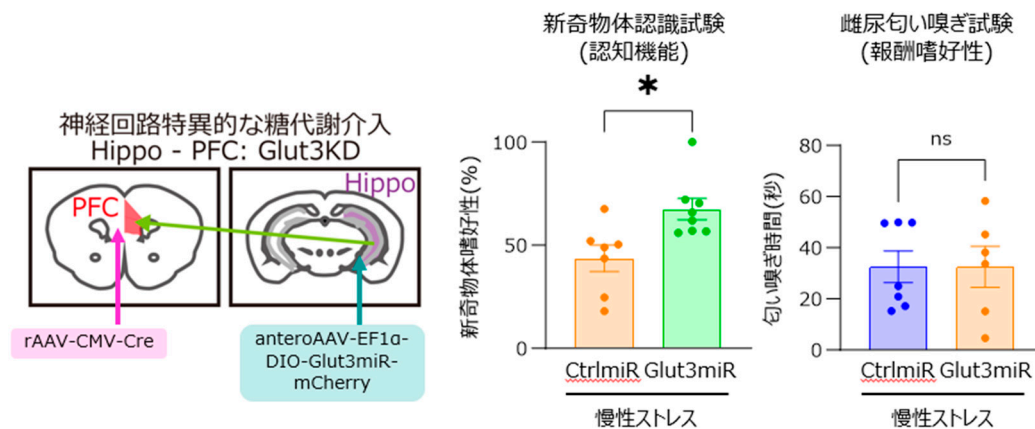 神経回路特異的な糖代謝介入
Hippo - PFC: Glut3KD
PFC
Hippo
rAAV-CMV-Cre
anteroAAV-EF1α-
DIO-Glut3miR-
mCherry
新奇物体認識試験
(認知機能)
*
新奇物体嗜好性(%)
100
50
0
CtrlmiR Glut3miR
慢性ストレス
雌尿匂い嗅ぎ試験
(報酬嗜好性)
ns
匂い嗅ぎ時間(秒)
80
60
40
20
0
CtrlmiR Glut3miR
慢性ストレス